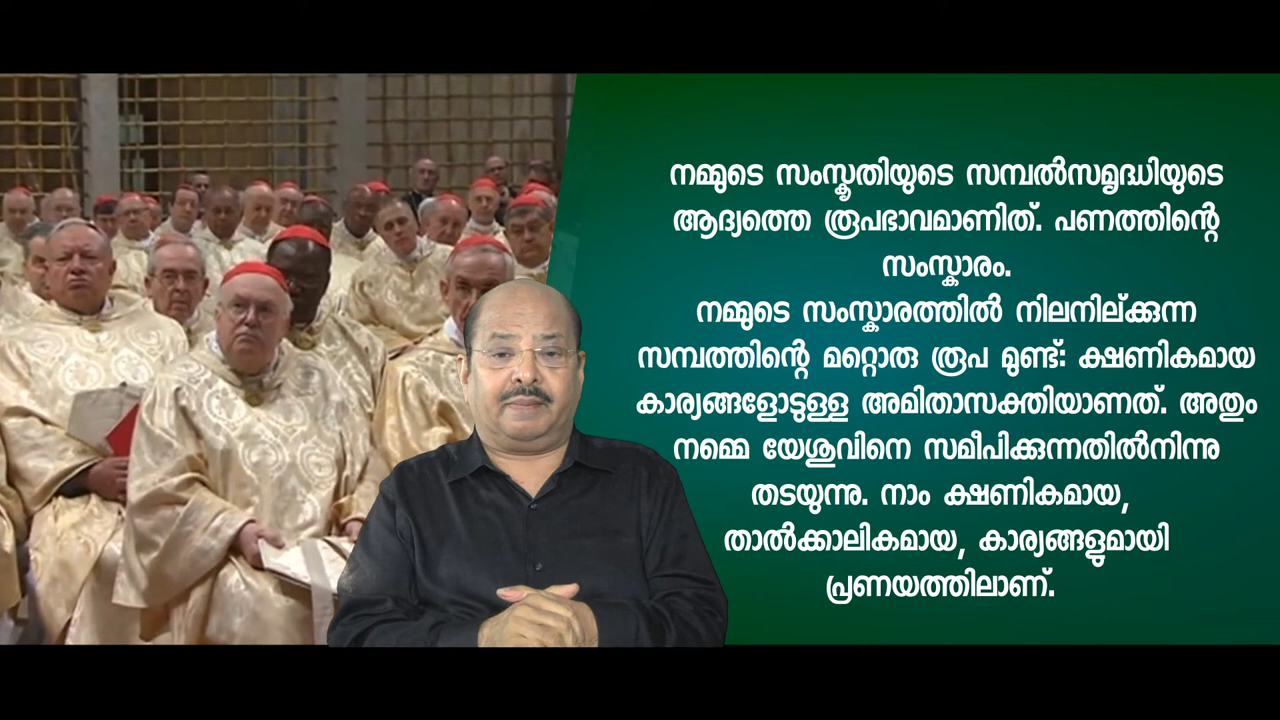 നമ്മുടെ സംസ്കൃതിയുടെ സമ്പൽസമൃദ്ധിയുടെ
ആദ്യത്തെ രൂപഭാവമാണിത്. പണത്തിന്റെ
സംസ്കാരം.
നമ്മുടെ സംസ്കാരത്തിൽ നിലനില്ക്കുന്ന
സമ്പത്തിന്റെ മറ്റൊരു രൂപ മുണ്ട്: ക്ഷണികമായ
കാര്യങ്ങളോടുള്ള അമിതാസക്തിയാണത്. അതും
നമ്മെ യേശുവിനെ സമീപിക്കുന്നതിൽനിന്നു
തടയുന്നു. നാം ക്ഷണികമായ,
താൽക്കാലികമായ, കാര്യങ്ങളുമായി
പ്രണയത്തിലാണ്.